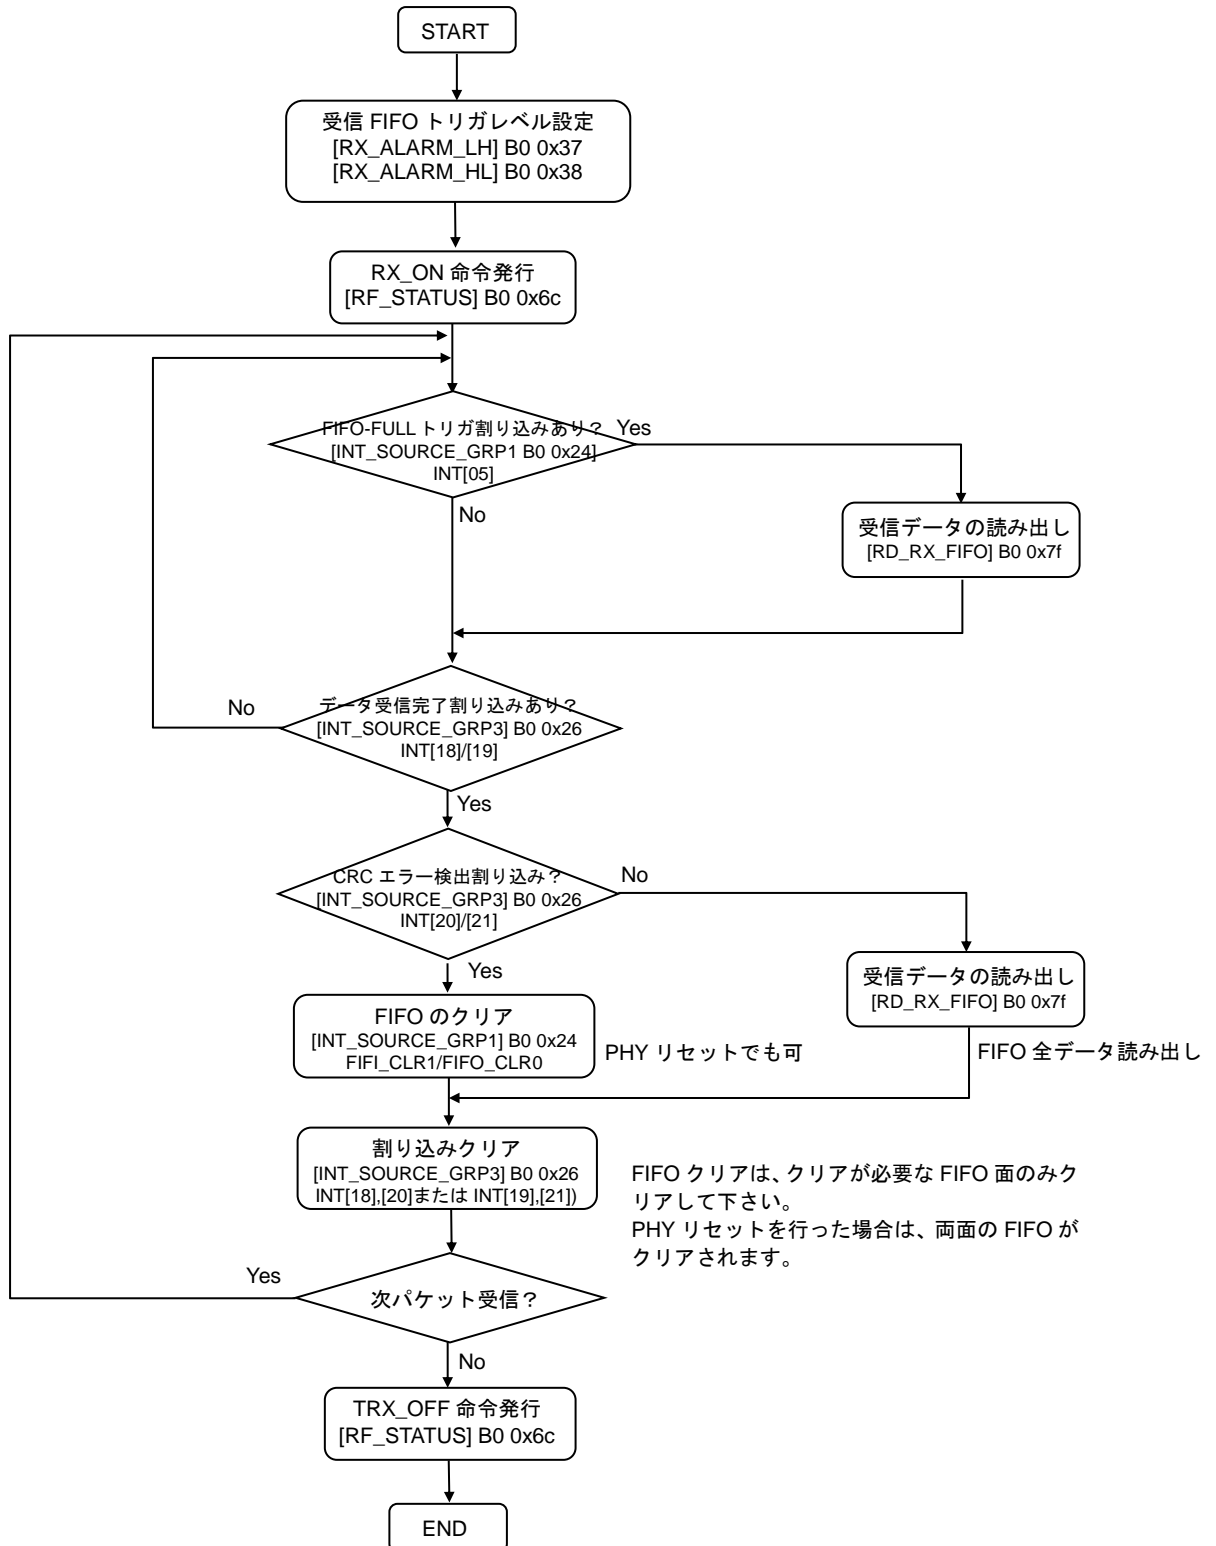 START
受信 FIFO トリガレベル設定
[RX_ALARM_LH] B0 0x37
[RX_ALARM_HL] B0 0x38
RX_ON 命令発行
[RF_STATUS] B0 0x6c
FIFO-FULL トリガ割り込みあり？
[INT_SOURCE_GRP1 B0 0x24]
INT[05]
Yes
No
受信データの読み出し
[RD_RX_FIFO] B0 0x7f
データ受信完了割り込みあり？
[INT_SOURCE_GRP3] B0 0x26
INT[18]/[19]
No
Yes
CRC エラー検出割り込み？
[INT_SOURCE_GRP3] B0 0x26
INT[20]/[21]
No
Yes
受信データの読み出し
[RD_RX_FIFO] B0 0x7f
FIFO のクリア
[INT_SOURCE_GRP1] B0 0x24
FIFI_CLR1/FIFO_CLR0
PHY リセットでも可
FIFO 全データ読み出し
割り込みクリア
[INT_SOURCE_GRP3] B0 0x26
INT[18],[20]または INT[19],[21])
FIFO クリアは、クリアが必要な FIFO 面のみク
リアして下さい。
PHY リセットを行った場合は、両面の FIFO が
クリアされます。
次パケット受信？
Yes
No
TRX_OFF 命令発行
[RF_STATUS] B0 0x6c
END